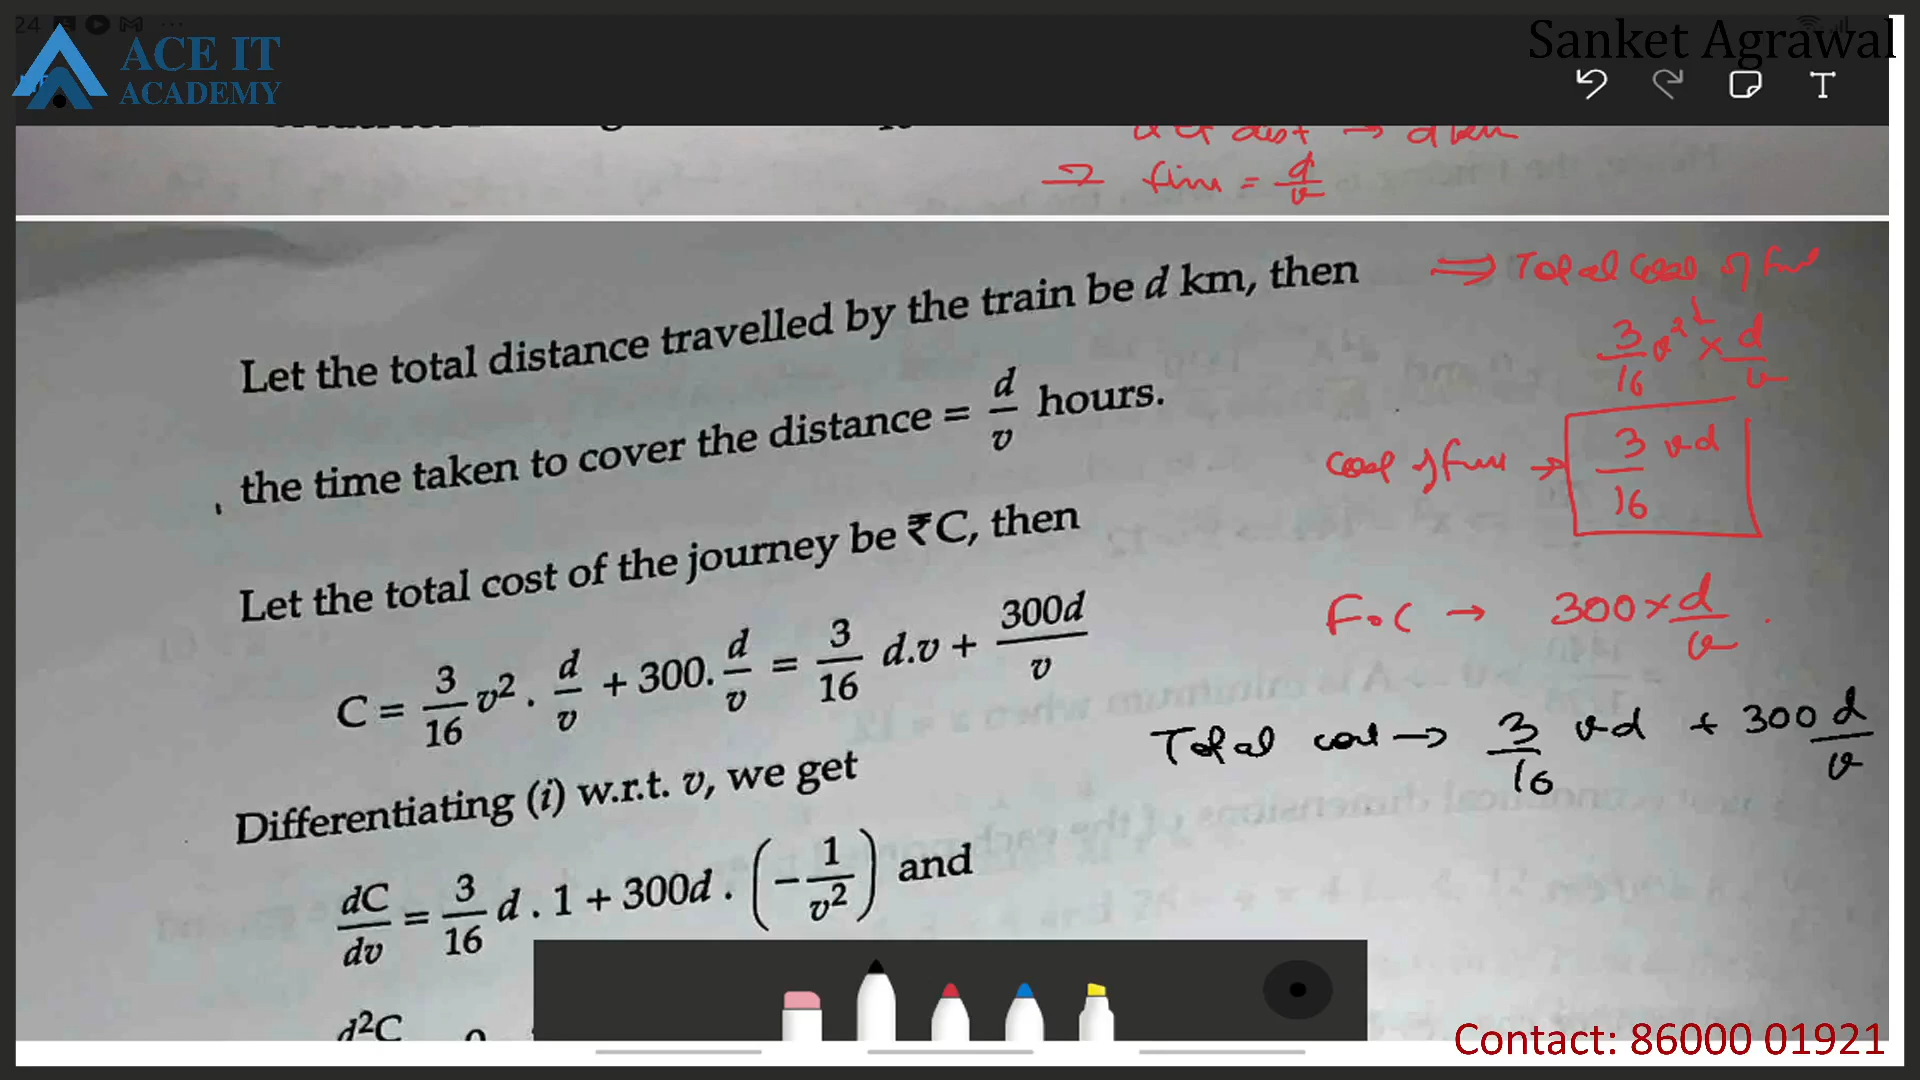 24
Sanket Agrawal
ACE IT
ACADEMY
T
dist → d km
⇒ time = d/v
Let the total distance travelled by the train be d km, then
⇒ Total cost of fuel
3/16 v² × d/v
the time taken to cover the distance = d/v hours.
cost of fuel → 3/16 vd
Let the total cost of the journey be ₹C, then
F.C → 300 × d/v
C = 3/16 v² . d/v + 300. d/v = 3/16 d.v + 300d/v
Total cost → 3/16 vd + 300 d/v
Differentiating (i) w.r.t. v, we get
dC/dv = 3/16 d . 1 + 300d . (-1/v²) and
d²C
Contact: 86000 01921